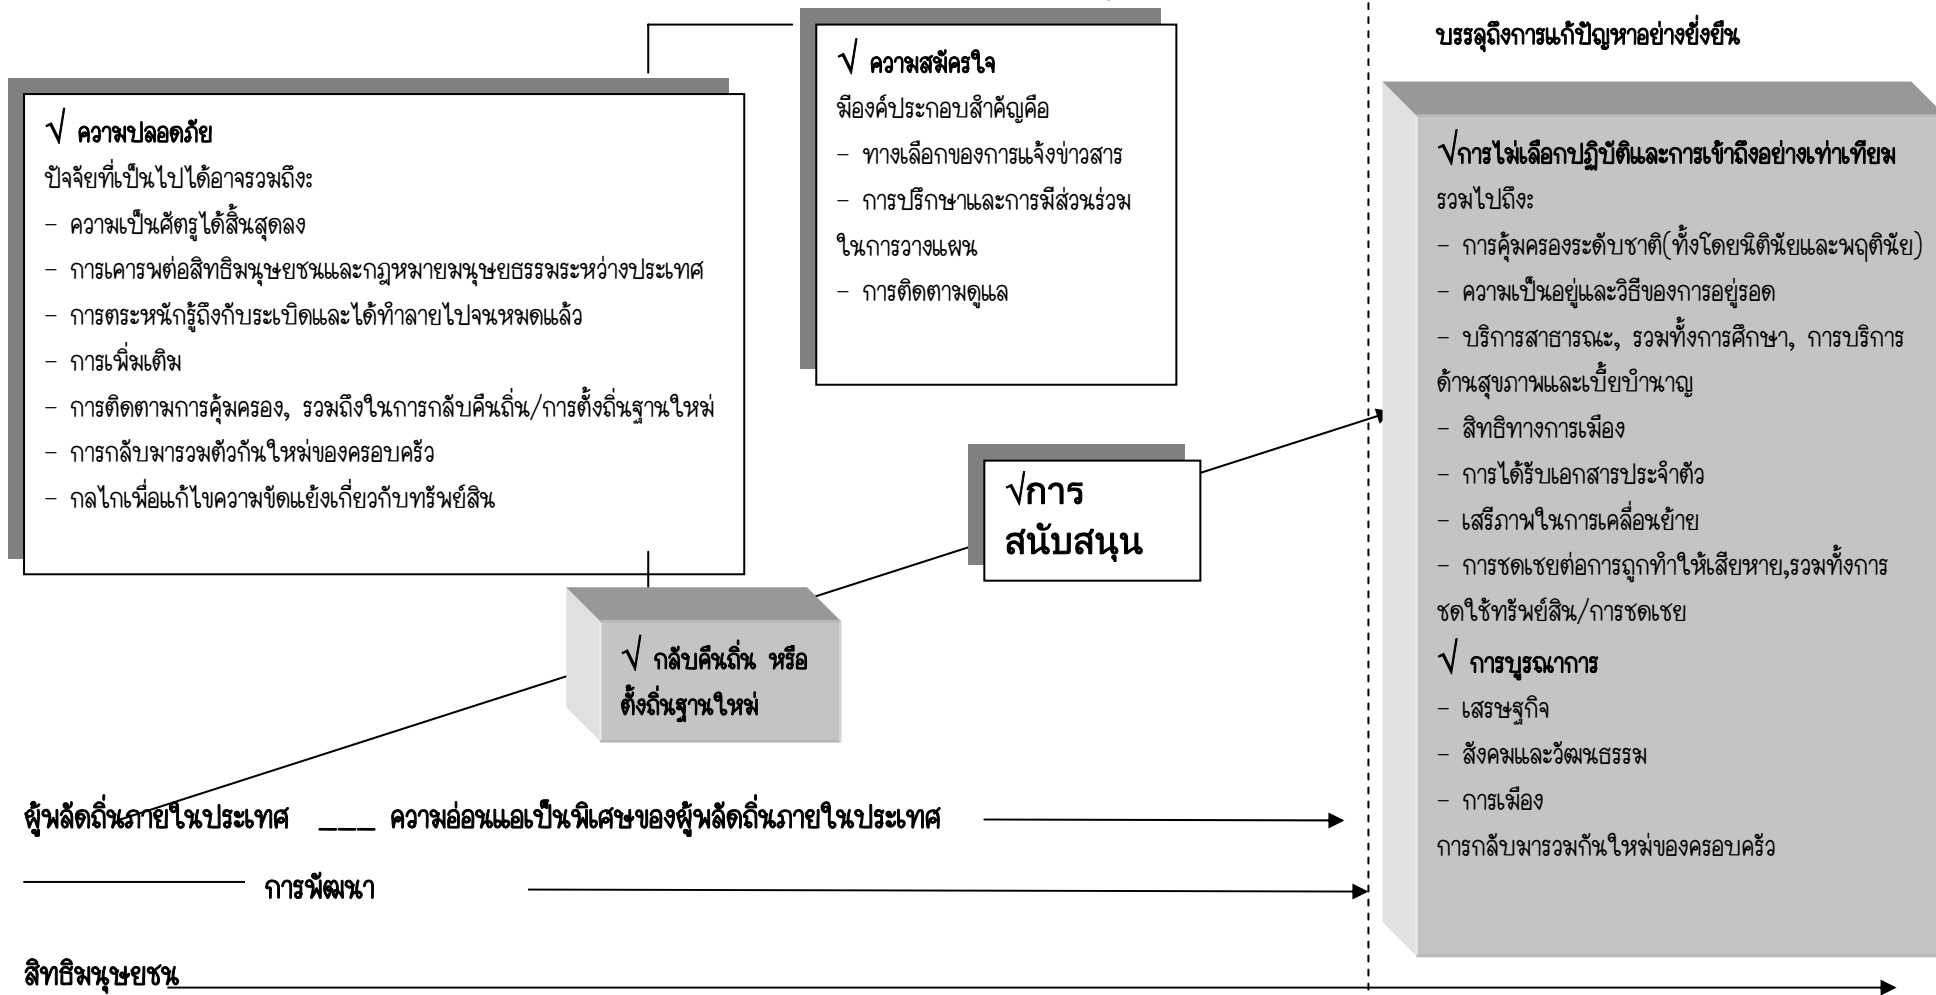 √ ความปลอดภัย
ปัจจัยที่เป็นไปได้อาจรวมถึง:
- ความเป็นศัตรูได้สิ้นสุดลง
- การเคารพต่อสิทธิมนุษยชนและกฎหมายมนุษยธรรมระหว่างประเทศ
- การตระหนักรู้ถึงกับระเบิดและได้ทำลายไปจนหมดแล้ว
- การเพิ่มเติม
- การติดตามการคุ้มครอง, รวมถึงในการกลับคืนถิ่น/การตั้งถิ่นฐานใหม่
- การกลับมารวมตัวกันใหม่ของครอบครัว
- กลไกเพื่อแก้ไขความขัดแย้งเกี่ยวกับทรัพย์สิน
√ ความสมัครใจ
มีองค์ประกอบสำคัญคือ
- ทางเลือกของการแจ้งข่าวสาร
- การปรึกษาและการมีส่วนร่วม
ในการวางแผน
- การติดตามดูแล
√ กลับคืนถิ่น หรือ
ตั้งถิ่นฐานใหม่
√การ
สนับสนุน
บรรลุถึงการแก้ปัญหาอย่างยั่งยืน
√การไม่เลือกปฏิบัติและการเข้าถึงอย่างเท่าเทียม
รวมไปถึง:
- การคุ้มครองระดับชาติ(ทั้งโดยนิตินัยและพฤตินัย)
- ความเป็นอยู่และวิธีของการอยู่รอด
- บริการสาธารณะ, รวมทั้งการศึกษา, การบริการ
ด้านสุขภาพและเบี้ยบำนาญ
- สิทธิทางการเมือง
- การได้รับเอกสารประจำตัว
- เสรีภาพในการเคลื่อนย้าย
- การชดเชยต่อการถูกทำให้เสียหาย,รวมทั้งการ
ชดใช้ทรัพย์สิน/การชดเชย
√ การบูรณาการ
- เศรษฐกิจ
- สังคมและวัฒนธรรม
- การเมือง
การกลับมารวมกันใหม่ของครอบครัว
ผู้พลัดถิ่นภายในประเทศ ___ ความอ่อนแอเป็นพิเศษของผู้พลัดถิ่นภายในประเทศ
การพัฒนา
สิทธิมนุษยชน